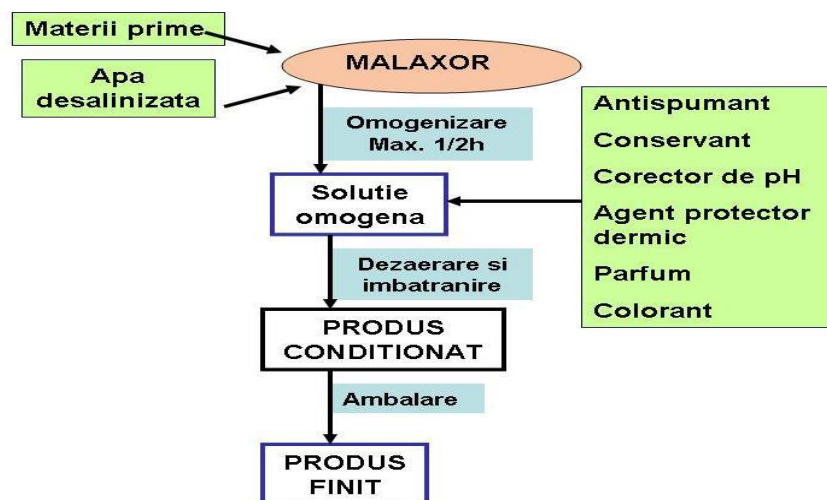 Materii prime
MALAXOR
Apa
desalinizata
Omogenizare
Max. 1/2h
Antispumant
Conservant
Corector de pH
Agent protector
dermic
Parfum
Colorant
Solutie
omogena
Dezaerare si
imbatranire
PRODUS
CONDITIONAT
Ambalare
PRODUS
FINIT